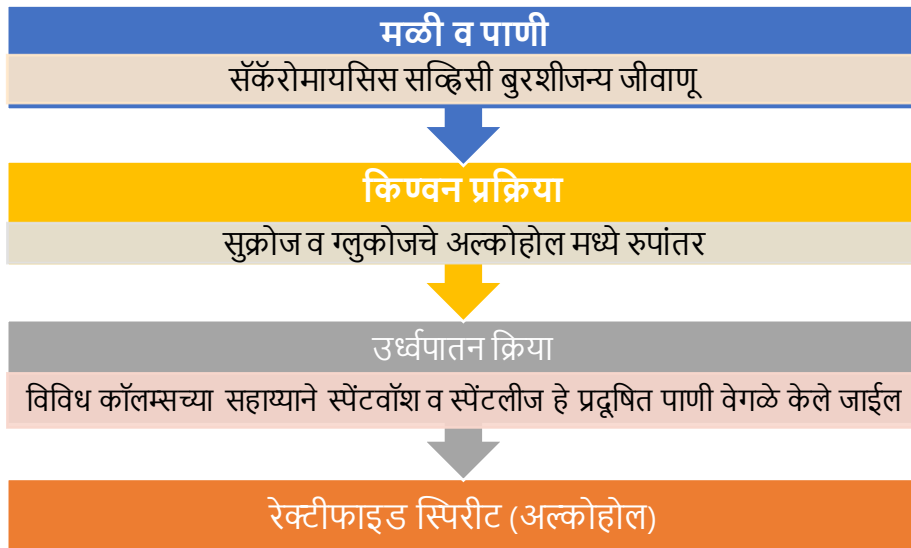 मळी व पाणी
सॅकॅरोमायसिस सव्हिसी बुरशीजन्य जीवाणू
किण्वन प्रक्रिया
सुक्रोज व ग्लुकोजचे अल्कोहोल मध्ये रुपांतर
उर्ध्वपातन क्रिया
विविध कॉलम्सच्या सहाय्याने स्पेंटवॉश व स्पेंटलीज हे प्रदूषित पाणी वेगळे केले जाईल
रेक्टीफाइड स्पिरीट (अल्कोहोल)